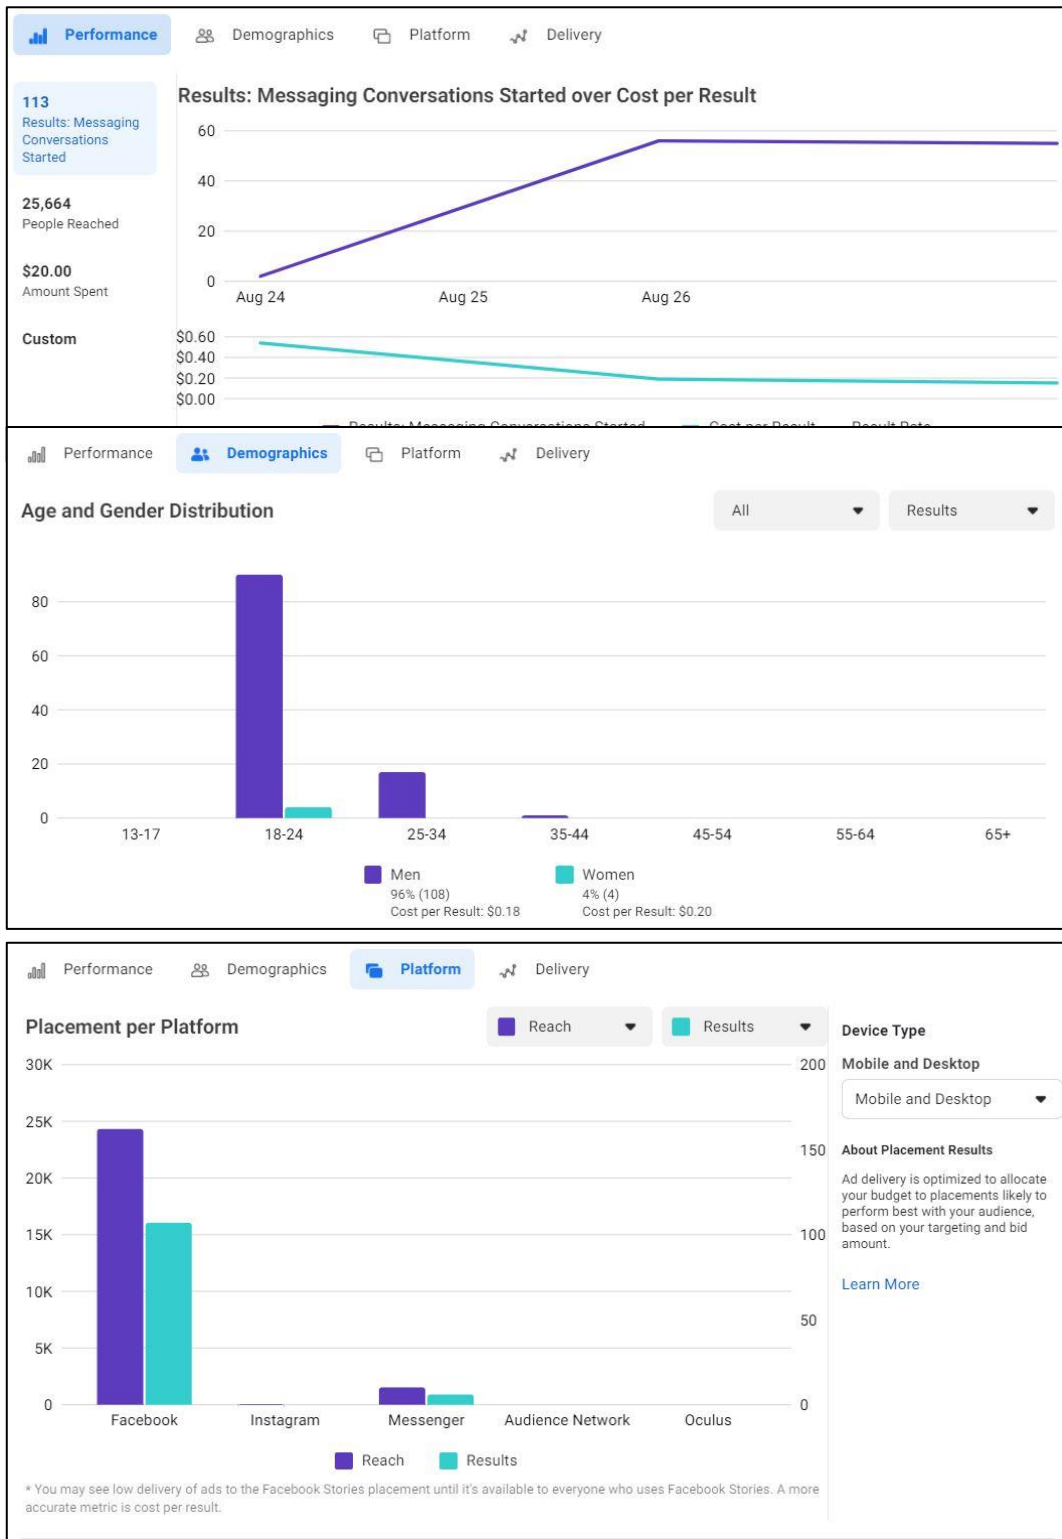 Performance
Demographics
Platform
Delivery
113
Results: Messaging
Conversations
Started
25,664
People Reached
$20.00
Amount Spent
Custom
Results: Messaging Conversations Started over Cost per Result
60
40
20
0
Aug 24
Aug 25
Aug 26
$0.60
$0.40
$0.20
$0.00
Results: Messaging Conversations Started
Cost per Result
Result Rate
Performance
Demographics
Platform
Delivery
Age and Gender Distribution
All
Results
80
60
40
20
0
13-17
18-24
25-34
35-44
45-54
55-64
65+
Men
96% (108)
Cost per Result: $0.18
Women
4% (4)
Cost per Result: $0.20
Performance
Demographics
Platform
Delivery
Placement per Platform
Reach
Results
30K
25K
20K
15K
10K
5K
0
200
150
100
50
0
Facebook
Instagram
Messenger
Audience Network
Oculus
Reach
Results
* You may see low delivery of ads to the Facebook Stories placement until it's available to everyone who uses Facebook Stories. A more
accurate metric is cost per result.
Device Type
Mobile and Desktop
Mobile and Desktop
About Placement Results
Ad delivery is optimized to allocate
your budget to placements likely to
perform best with your audience,
based on your targeting and bid
amount.
Learn More